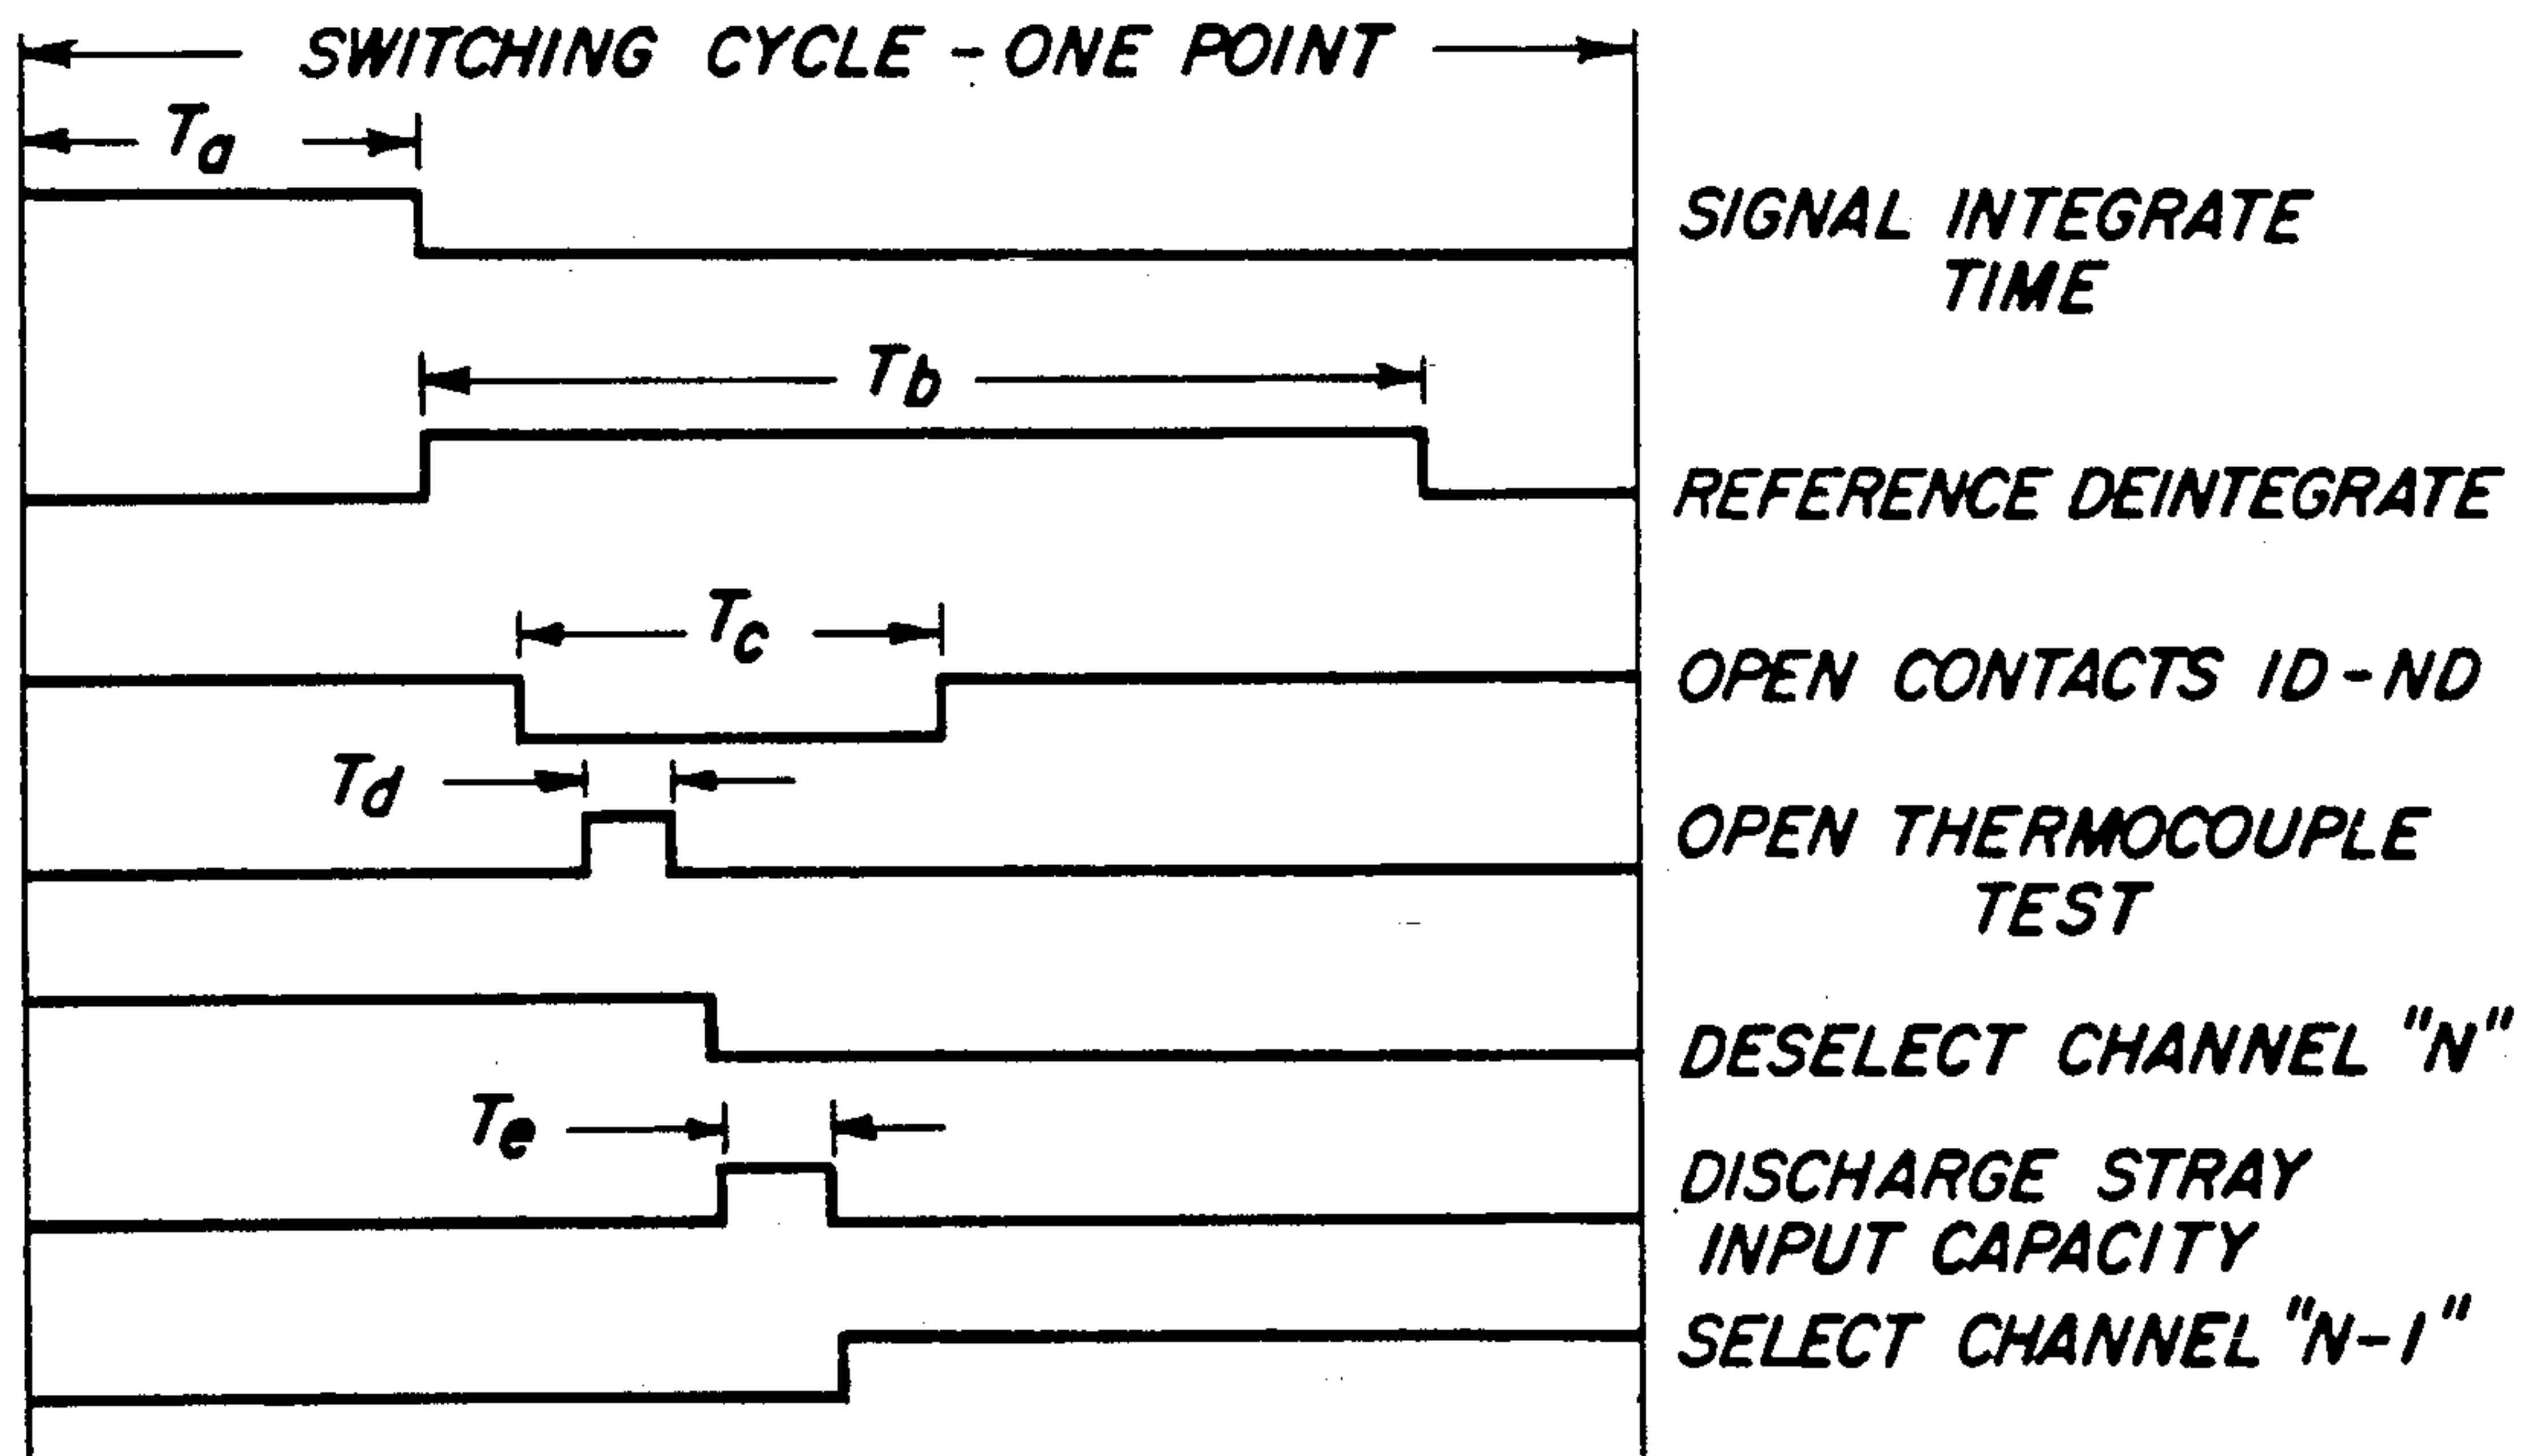 SWITCHING CYCLE - ONE POINT
Ta
SIGNAL INTEGRATE
TIME
Tb
REFERENCE DEINTEGRATE
Tc
OPEN CONTACTS 1D-ND
Td
OPEN THERMOCOUPLE
TEST
DESELECT CHANNEL "N"
Te
DISCHARGE STRAY
INPUT CAPACITY
SELECT CHANNEL "N-1"